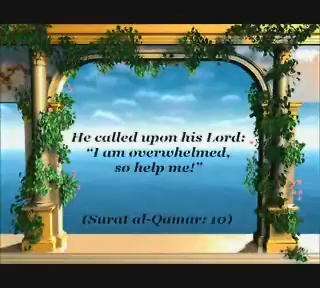 He called upon his Lord:
“I am overwhelmed,
so help me!”
(Surat al-Qamar: 10)